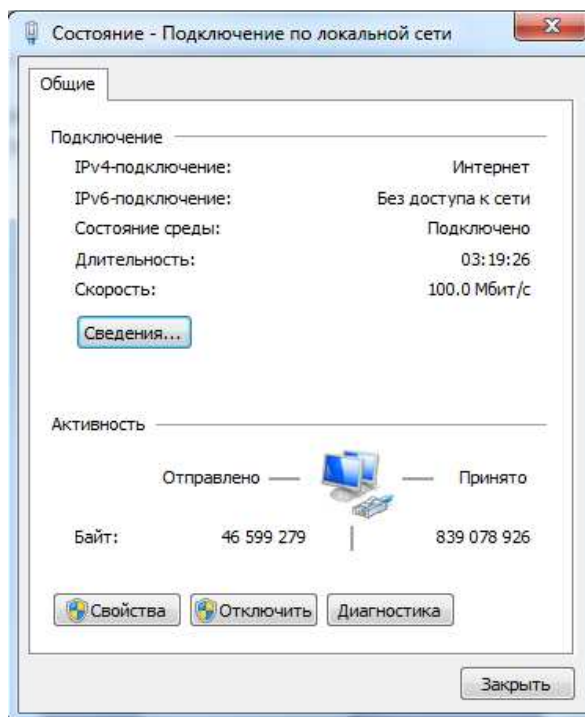 Состояние - Подключение по локальной сети
Общие
Подключение
IPv4-подключение: Интернет
IPv6-подключение: Без доступа к сети
Состояние среды: Подключено
Длительность: 03:19:26
Скорость: 100.0 Мбит/с
Сведения...
Активность
Отправлено — Принято
Байт: 46 599 279 | 839 078 926
Свойства Отключить Диагностика
Закрыть